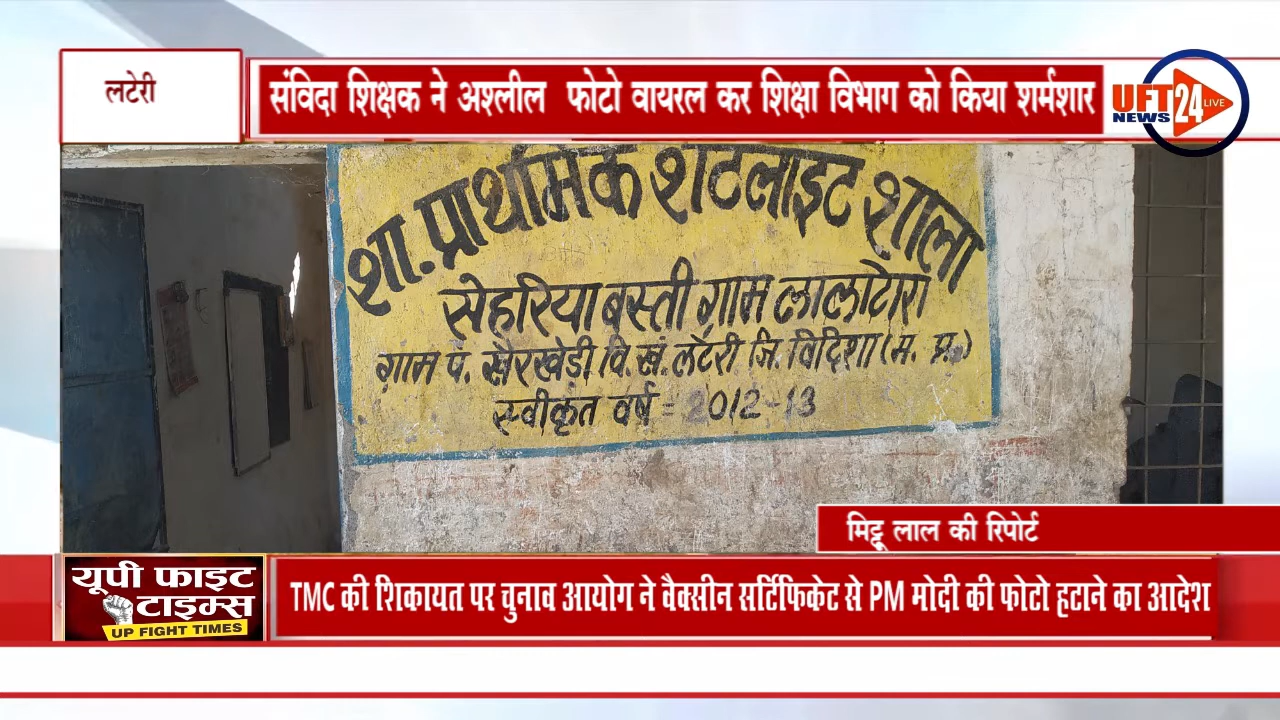 लटेरी
संविदा शिक्षक ने अश्लील फोटो वायरल कर शिक्षा विभाग को किया शर्मशार
UFT
NEWS
24
LIVE
शा. प्राथमिक शटलाइट शाला
सेहरिया बस्ती ग्राम लालाटोरा
ग्राम पं. खैरखेडी वि. खं. लटेरी जि. विदिशा (म. प्र.)
स्वीकृत वर्ष = 2012-13
मिट्ठू लाल की रिपोर्ट
यूपी फाइट
टाइम्स
UP FIGHT TIMES
TMC की शिकायत पर चुनाव आयोग ने वैक्सीन सर्टिफिकेट से PM मोदी की फोटो हटाने का आदेश